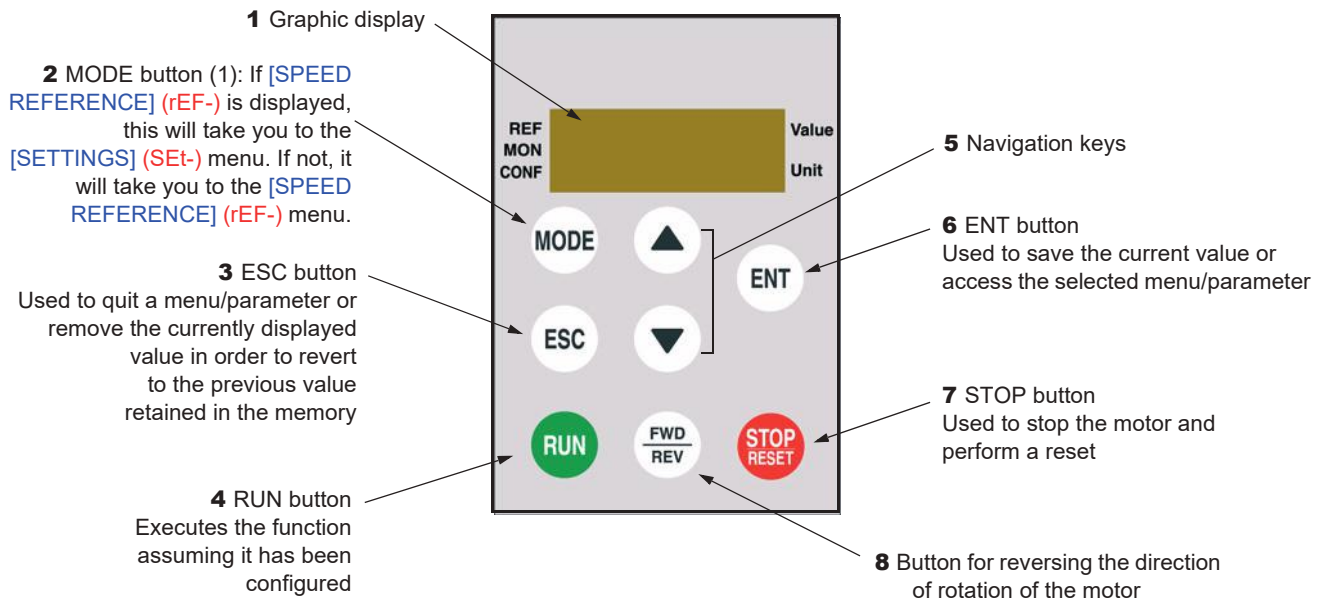 1 Graphic display
2 MODE button (1): If [SPEED
REFERENCE] (rEF-) is displayed,
this will take you to the
[SETTINGS] (SEt-) menu. If not, it
will take you to the [SPEED
REFERENCE] (rEF-) menu.
3 ESC button
Used to quit a menu/parameter or
remove the currently displayed
value in order to revert
to the previous value
retained in the memory
4 RUN button
Executes the function
assuming it has been
configured
REF
MON
CONF
Value
Unit
MODE
ENT
ESC
RUN
FWD
REV
STOP
RESET
5 Navigation keys
6 ENT button
Used to save the current value or
access the selected menu/parameter
7 STOP button
Used to stop the motor and
perform a reset
8 Button for reversing the direction
of rotation of the motor